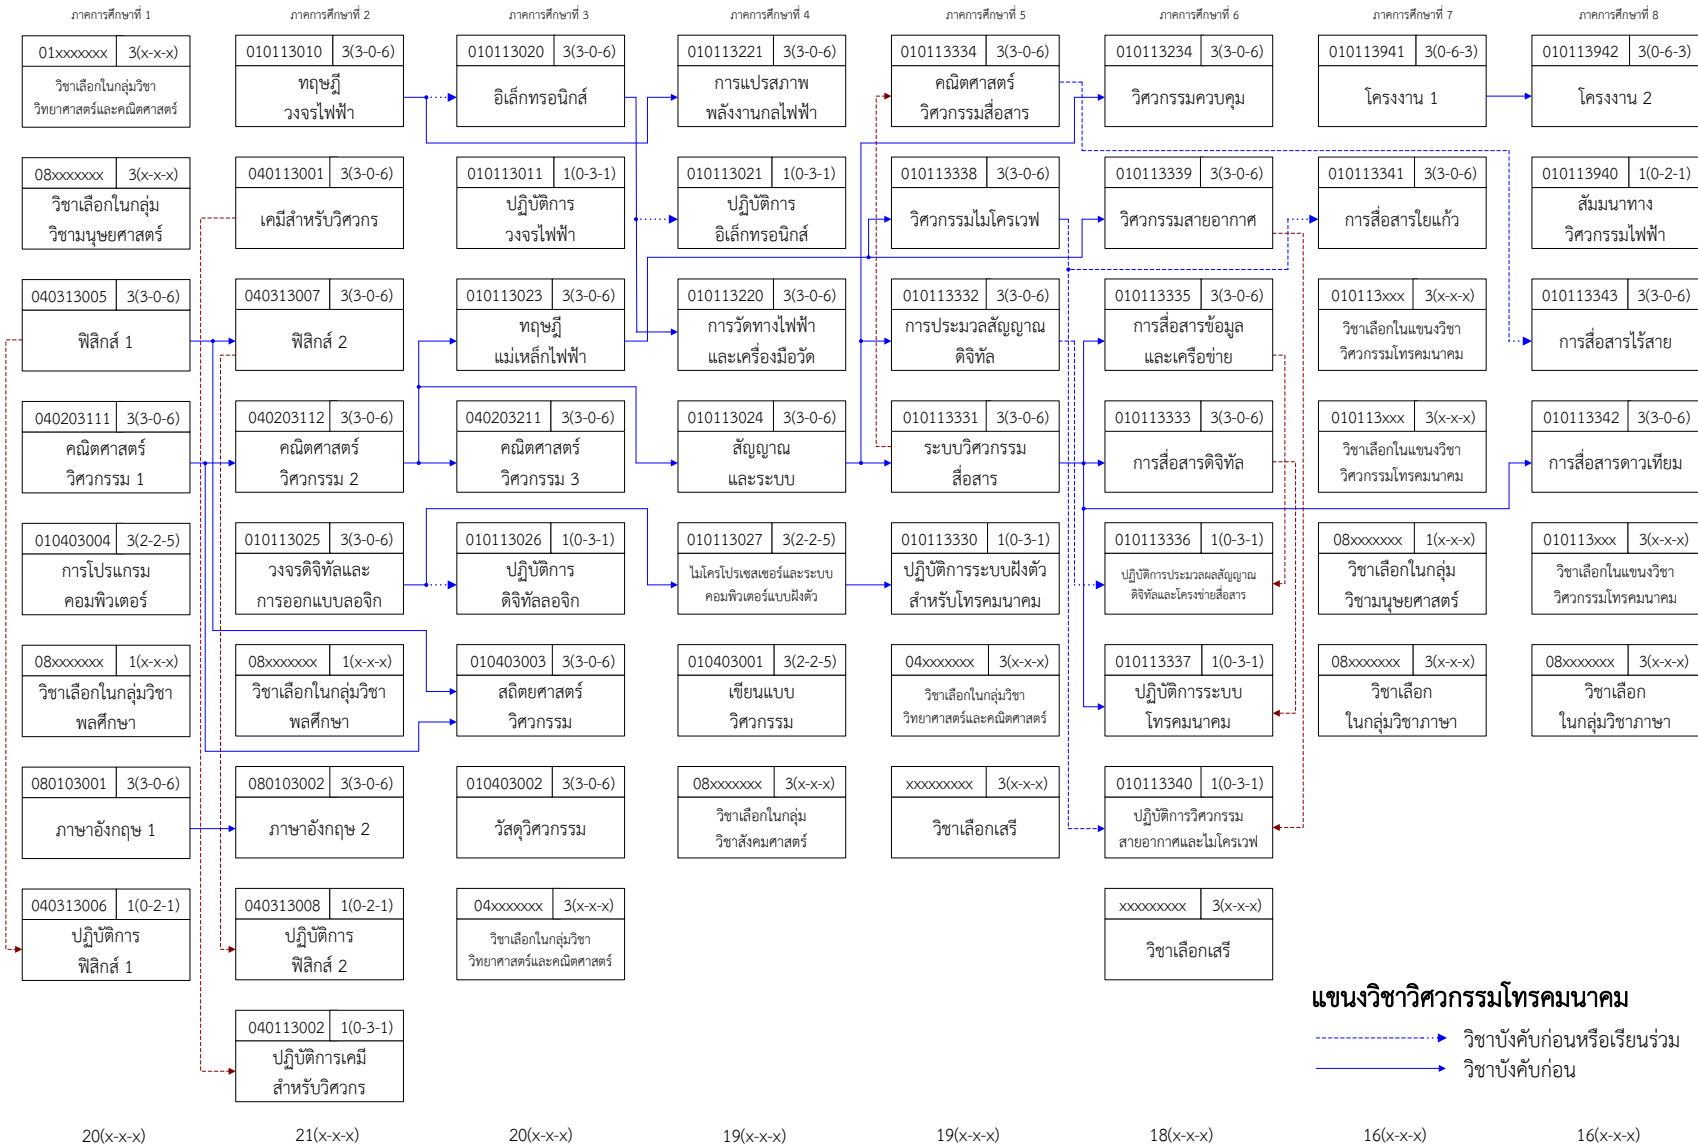 ภาคการศึกษาที่ 1
ภาคการศึกษาที่ 2
ภาคการศึกษาที่ 3
ภาคการศึกษาที่ 4
ภาคการศึกษาที่ 5
ภาคการศึกษาที่ 6
ภาคการศึกษาที่ 7
ภาคการศึกษาที่ 8
01xxxxxxx 3(x-x-x)
วิชาเลือกในกลุ่มวิชา
วิทยาศาสตร์และคณิตศาสตร์
010113010 3(3-0-6)
ทฤษฎี
วงจรไฟฟ้า
010113020 3(3-0-6)
อิเล็กทรอนิกส์
010113221 3(3-0-6)
การแปรสภาพ
พลังงานกลไฟฟ้า
010113334 3(3-0-6)
คณิตศาสตร์
วิศวกรรมสื่อสาร
010113234 3(3-0-6)
วิศวกรรมควบคุม
010113941 3(0-6-3)
โครงงาน 1
010113942 3(0-6-3)
โครงงาน 2
08xxxxxxx 3(x-x-x)
วิชาเลือกในกลุ่ม
วิชามนุษยศาสตร์
040113001 3(3-0-6)
เคมีสำหรับวิศวกร
010113011 1(0-3-1)
ปฏิบัติการ
วงจรไฟฟ้า
010113021 1(0-3-1)
ปฏิบัติการ
อิเล็กทรอนิกส์
010113338 3(3-0-6)
วิศวกรรมไมโครเวฟ
010113339 3(3-0-6)
วิศวกรรมสายอากาศ
010113341 3(3-0-6)
การสื่อสารใยแก้ว
010113940 1(0-2-1)
สัมมนาทาง
วิศวกรรมไฟฟ้า
040313005 3(3-0-6)
ฟิสิกส์ 1
040313007 3(3-0-6)
ฟิสิกส์ 2
010113023 3(3-0-6)
ทฤษฎี
แม่เหล็กไฟฟ้า
010113220 3(3-0-6)
การวัดทางไฟฟ้า
และเครื่องมือวัด
010113332 3(3-0-6)
การประมวลสัญญาณ
ดิจิทัล
010113335 3(3-0-6)
การสื่อสารข้อมูล
และเครือข่าย
010113xxx 3(x-x-x)
วิชาเลือกในแขนงวิชา
วิศวกรรมโทรคมนาคม
010113343 3(3-0-6)
การสื่อสารไร้สาย
040203111 3(3-0-6)
คณิตศาสตร์
วิศวกรรม 1
040203112 3(3-0-6)
คณิตศาสตร์
วิศวกรรม 2
040203211 3(3-0-6)
คณิตศาสตร์
วิศวกรรม 3
010113024 3(3-0-6)
สัญญาณ
และระบบ
010113331 3(3-0-6)
ระบบวิศวกรรม
สื่อสาร
010113333 3(3-0-6)
การสื่อสารดิจิทัล
010113xxx 3(x-x-x)
วิชาเลือกในแขนงวิชา
วิศวกรรมโทรคมนาคม
010113342 3(3-0-6)
การสื่อสารดาวเทียม
010403004 3(2-2-5)
การโปรแกรม
คอมพิวเตอร์
010113025 3(3-0-6)
วงจรดิจิทัลและ
การออกแบบลอจิก
010113026 1(0-3-1)
ปฏิบัติการ
ดิจิทัลลอจิก
010113027 3(2-2-5)
ไมโครโปรเซสเซอร์และระบบ
คอมพิวเตอร์แบบฝังตัว
010113330 1(0-3-1)
ปฏิบัติการระบบฝังตัว
สำหรับโทรคมนาคม
010113336 1(0-3-1)
ปฏิบัติการประมวลผลสัญญาณ
ดิจิทัลและโครงข่ายสื่อสาร
08xxxxxxx 1(x-x-x)
วิชาเลือกในกลุ่ม
วิชามนุษยศาสตร์
010113xxx 3(x-x-x)
วิชาเลือกในแขนงวิชา
วิศวกรรมโทรคมนาคม
08xxxxxxx 1(x-x-x)
วิชาเลือกในกลุ่มวิชา
พลศึกษา
08xxxxxxx 1(x-x-x)
วิชาเลือกในกลุ่มวิชา
พลศึกษา
010403003 3(3-0-6)
สถิตยศาสตร์
วิศวกรรม
010403001 3(2-2-5)
เขียนแบบ
วิศวกรรม
04xxxxxxx 3(x-x-x)
วิชาเลือกในกลุ่มวิชา
วิทยาศาสตร์และคณิตศาสตร์
010113337 1(0-3-1)
ปฏิบัติการระบบ
โทรคมนาคม
08xxxxxxx 3(x-x-x)
วิชาเลือก
ในกลุ่มวิชาภาษา
08xxxxxxx 3(x-x-x)
วิชาเลือก
ในกลุ่มวิชาภาษา
080103001 3(3-0-6)
ภาษาอังกฤษ 1
080103002 3(3-0-6)
ภาษาอังกฤษ 2
010403002 3(3-0-6)
วัสดุวิศวกรรม
08xxxxxxx 3(x-x-x)
วิชาเลือกในกลุ่ม
วิชาสังคมศาสตร์
xxxxxxxxx 3(x-x-x)
วิชาเลือกเสรี
010113340 1(0-3-1)
ปฏิบัติการวิศวกรรม
สายอากาศและไมโครเวฟ
040313006 1(0-2-1)
ปฏิบัติการ
ฟิสิกส์ 1
040313008 1(0-2-1)
ปฏิบัติการ
ฟิสิกส์ 2
04xxxxxxx 3(x-x-x)
วิชาเลือกในกลุ่มวิชา
วิทยาศาสตร์และคณิตศาสตร์
xxxxxxxxx 3(x-x-x)
วิชาเลือกเสรี
040113002 1(0-3-1)
ปฏิบัติการเคมี
สำหรับวิศวกร
แขนงวิชาวิศวกรรมโทรคมนาคม
วิชาบังคับก่อนหรือเรียนร่วม
วิชาบังคับก่อน
20(x-x-x)
21(x-x-x)
20(x-x-x)
19(x-x-x)
19(x-x-x)
18(x-x-x)
16(x-x-x)
16(x-x-x)